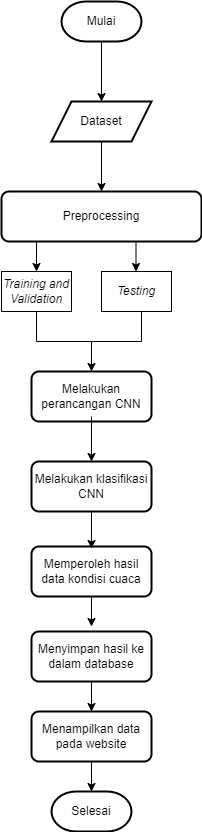 Mulai
Dataset
Preprocessing
Training and
Validation
Testing
Melakukan
perancangan CNN
Melakukan klasifikasi
CNN
Memperoleh hasil
data kondisi cuaca
Menyimpan hasil ke
dalam database
Menampilkan data
pada website
Selesai